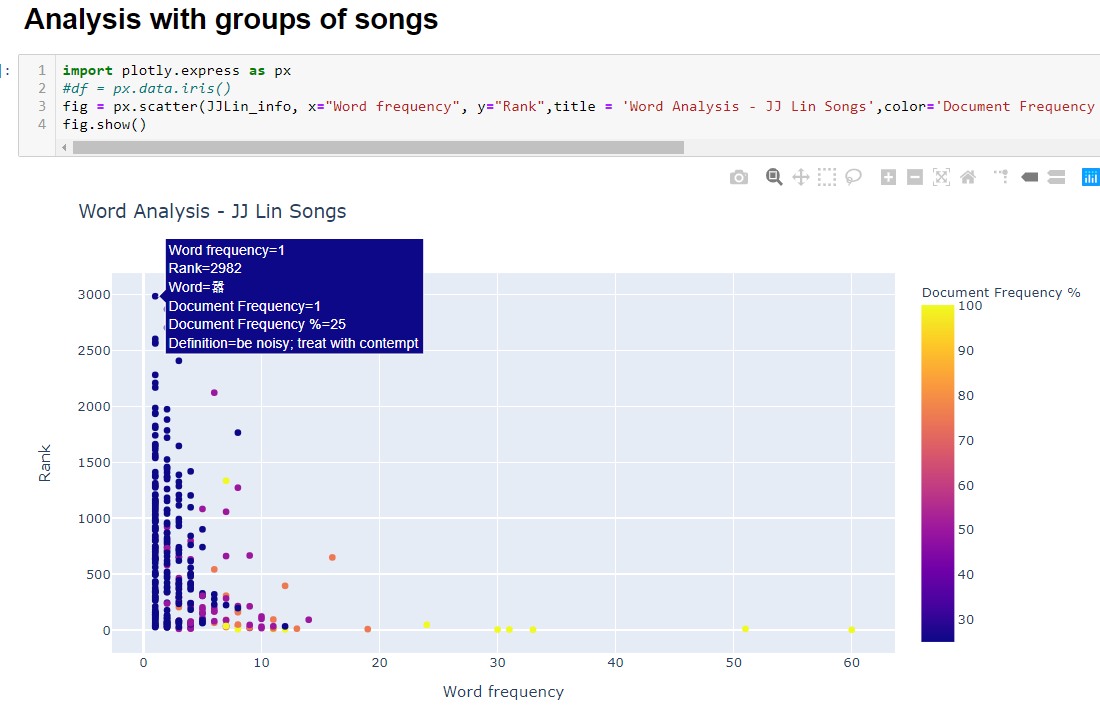 Analysis with groups of songs
]:
1 import plotly.express as px
2 #df = px.data.iris()
3 fig = px.scatter(JJLin_info, x="Word frequency", y="Rank",title = 'Word Analysis - JJ Lin Songs',color='Document Frequency
4 fig.show()
Word Analysis - JJ Lin Songs
Word frequency=1
Rank=2982
Word=嚣
Document Frequency=1
Document Frequency %=25
Definition=be noisy; treat with contempt
3000
2500
2000
1500
1000
500
0
Rank
0 10 20 30 40 50 60
Word frequency
Document Frequency %
100
90
80
70
60
50
40
30